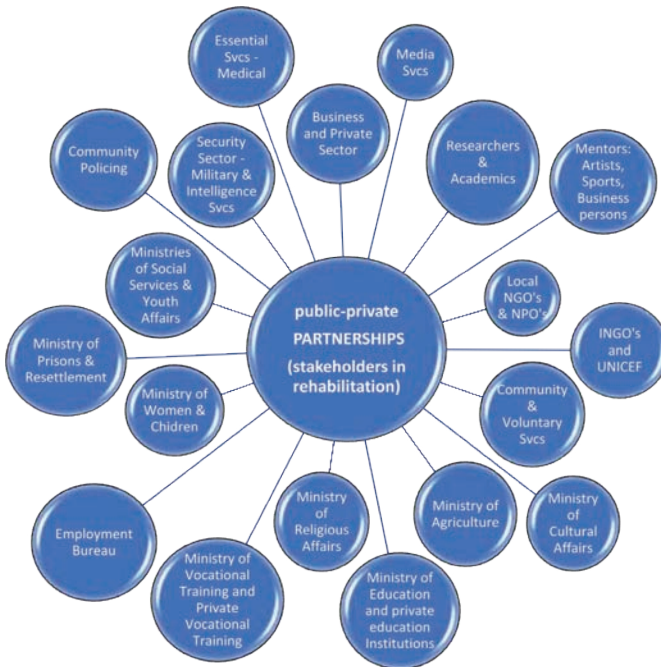 Essential
Svcs -
Medical
Media
Svcs
Business
and Private
Sector
Community
Policing
Security
Sector -
Military &
Intelligence
Svcs
Researchers
&
Academics
Mentors:
Artists,
Sports,
Business
persons
Ministries
of Social
Services &
Youth
Affairs
public-private
PARTNERSHIPS
(stakeholders in
rehabilitation)
Local
NGO's
& NPO's
Ministry of
Prisons &
Resettlement
INGO's
and
UNICEF
Ministry of
Women &
Chidren
Community
&
Voluntary
Svcs
Employment
Bureau
Ministry
of
Religious
Affairs
Ministry of
Agriculture
Ministry
of
Cultural
Affairs
Ministry of
Vocational
Training and
Private
Vocational
Training
Ministry of
Education
and private
education
Institutions